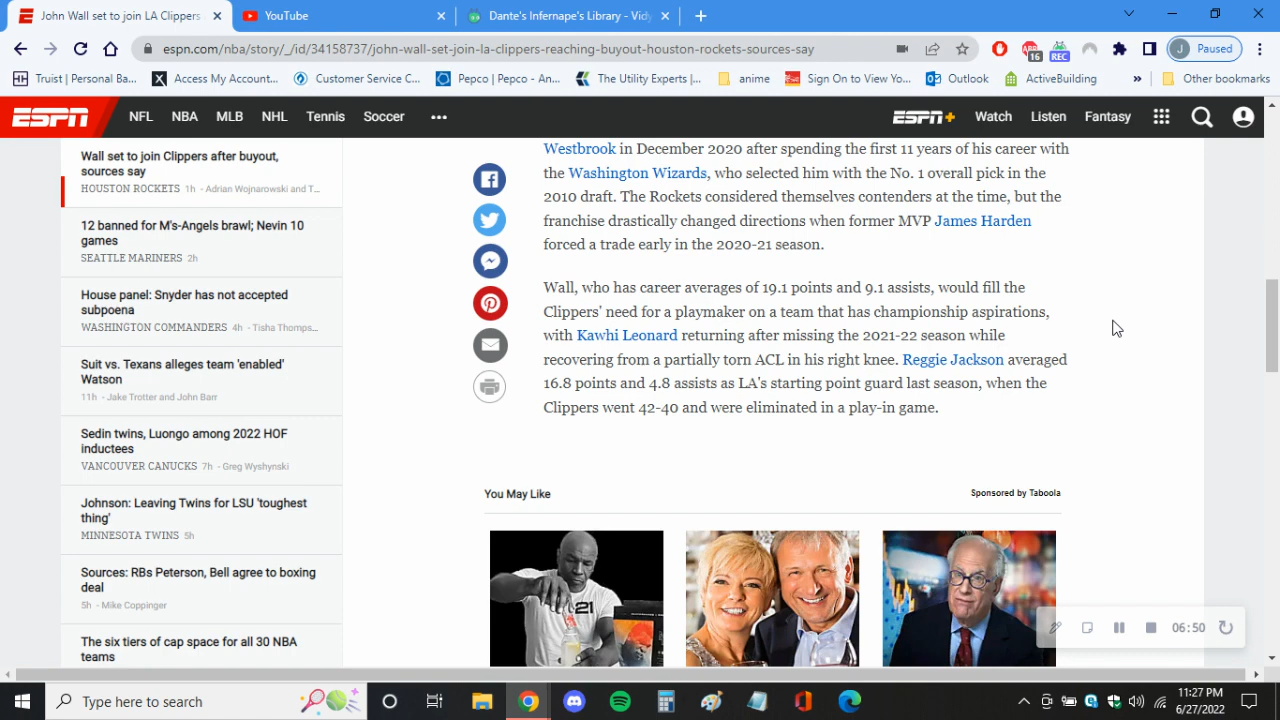 John Wall set to join LA Clippers
YouTube
Dante's Infernape's Library - Vidy
espn.com/nba/story/_/id/34158737/john-wall-set-join-la-clippers-reaching-buyout-houston-rockets-sources-say
16
REC
J
Paused
Truist | Personal Ba...
Access My Account...
Customer Service C...
Pepco | Pepco - An...
The Utility Experts |...
anime
Sign On to View Yo...
Outlook
ActiveBuilding
»
Other bookmarks
ESPN
NFL
NBA
MLB
NHL
Tennis
Soccer
•••
ESPN+
Watch
Listen
Fantasy
Wall set to join Clippers after buyout,
sources say
HOUSTON ROCKETS 1h - Adrian Wojnarowski and T...
12 banned for M's-Angels brawl; Nevin 10
games
SEATTLE MARINERS 2h
House panel: Snyder has not accepted
subpoena
WASHINGTON COMMANDERS 4h - Tisha Thomps...
Suit vs. Texans alleges team 'enabled'
Watson
11h - Jake Trotter and John Barr
Sedin twins, Luongo among 2022 HOF
inductees
VANCOUVER CANUCKS 7h - Greg Wyshynski
Johnson: Leaving Twins for LSU 'toughest
thing'
MINNESOTA TWINS 5h
Sources: RBs Peterson, Bell agree to boxing
deal
5h - Mike Coppinger
The six tiers of cap space for all 30 NBA
teams
Westbrook in December 2020 after spending the first 11 years of his career with
the Washington Wizards, who selected him with the No. 1 overall pick in the
2010 draft. The Rockets considered themselves contenders at the time, but the
franchise drastically changed directions when former MVP James Harden
forced a trade early in the 2020-21 season.
Wall, who has career averages of 19.1 points and 9.1 assists, would fill the
Clippers' need for a playmaker on a team that has championship aspirations,
with Kawhi Leonard returning after missing the 2021-22 season while
recovering from a partially torn ACL in his right knee. Reggie Jackson averaged
16.8 points and 4.8 assists as LA's starting point guard last season, when the
Clippers went 42-40 and were eliminated in a play-in game.
You May Like
Sponsored by Taboola
21
06:50
Type here to search
11:27 PM
6/27/2022